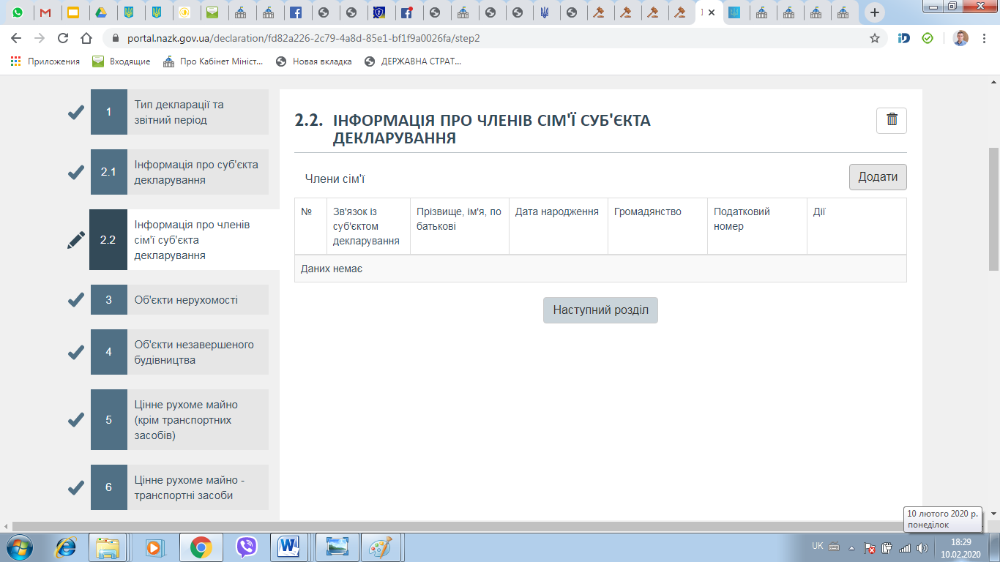 portal.nazk.gov.ua/declaration/fd82a226-2c79-4a8d-85e1-bf1f9a0026fa/step2
Приложения
Входящие
Про Кабінет Мініст...
Новая вкладка
ДЕРЖАВНА СТРАТ...
1
Тип декларації та
звітний період
2.1
Інформація про суб'єкта
декларування
2.2
Інформація про членів
сім'ї суб'єкта
декларування
3
Об'єкти нерухомості
4
Об'єкти незавершеного
будівництва
5
Цінне рухоме майно
(крім транспортних
засобів)
6
Цінне рухоме майно -
транспортні засоби
2.2. ІНФОРМАЦІЯ ПРО ЧЛЕНІВ СІМ'Ї СУБ'ЄКТА
ДЕКЛАРУВАННЯ
Члени сім'ї
Додати
№
Зв'язок із
суб'єктом
декларування
Прізвище, ім'я, по
батькові
Дата народження
Громадянство
Податковий
номер
Дії
Даних немає
Наступний розділ
10 лютого 2020 р.
понеділок
UK
18:29
10.02.2020